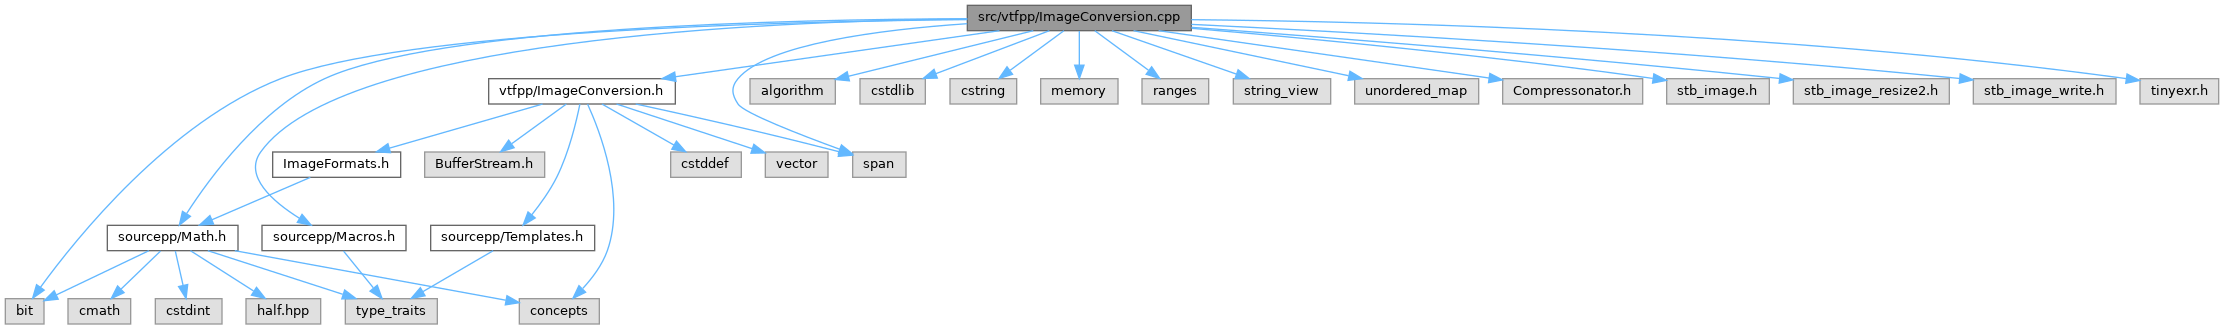 src/vtfpp/ImageConversion.cpp
vtfpp/ImageConversion.h
algorithm
cstdlib
cstring
memory
ranges
string_view
unordered_map
Compressonator.h
stb_image.h
stb_image_resize2.h
stb_image_write.h
tinyexr.h
ImageFormats.h
BufferStream.h
cstddef
vector
span
sourcepp/Math.h
sourcepp/Macros.h
sourcepp/Templates.h
bit
cmath
cstdint
half.hpp
type_traits
concepts